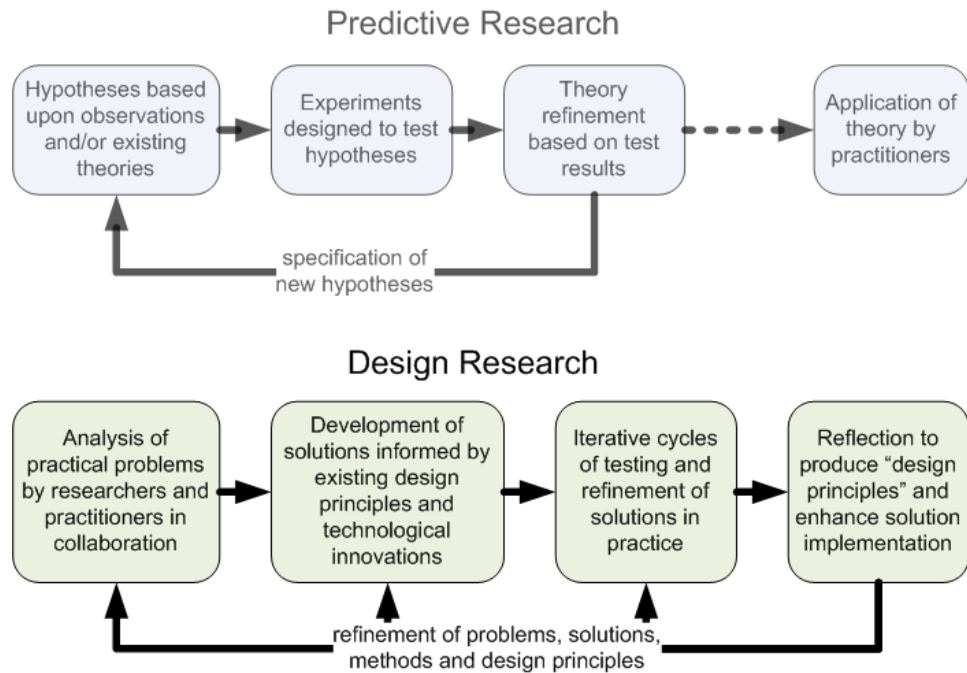 Predictive Research
Hypotheses based
upon observations
and/or existing
theories
Experiments
designed to test
hypotheses
Theory
refinement
based on test
results
Application of
theory by
practitioners
specification of
new hypotheses
Design Research
Analysis of
practical problems
by researchers and
practitioners in
collaboration
Development of
solutions informed by
existing design
principles and
technological
innovations
Iterative cycles
of testing and
refinement of
solutions in
practice
Reflection to
produce “design
principles” and
enhance solution
implementation
refinement of problems, solutions,
methods and design principles